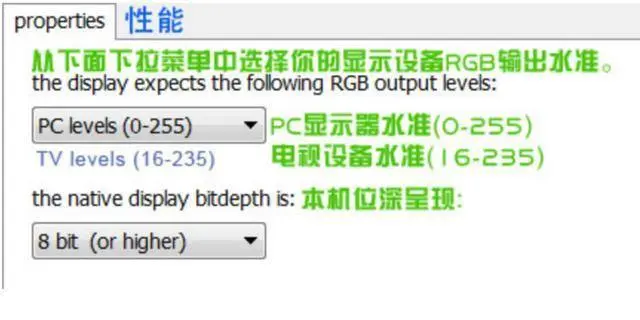 properties 性能
从下面下拉菜单中选择你的显示设备RGB输出水准。
the display expects the following RGB output levels:
PC levels (0-255) PC显示器水准(0-255)
TV levels (16-235) 电视设备水准(16-235)
the native display bitdepth is: 本机位深呈现:
8 bit (or higher)